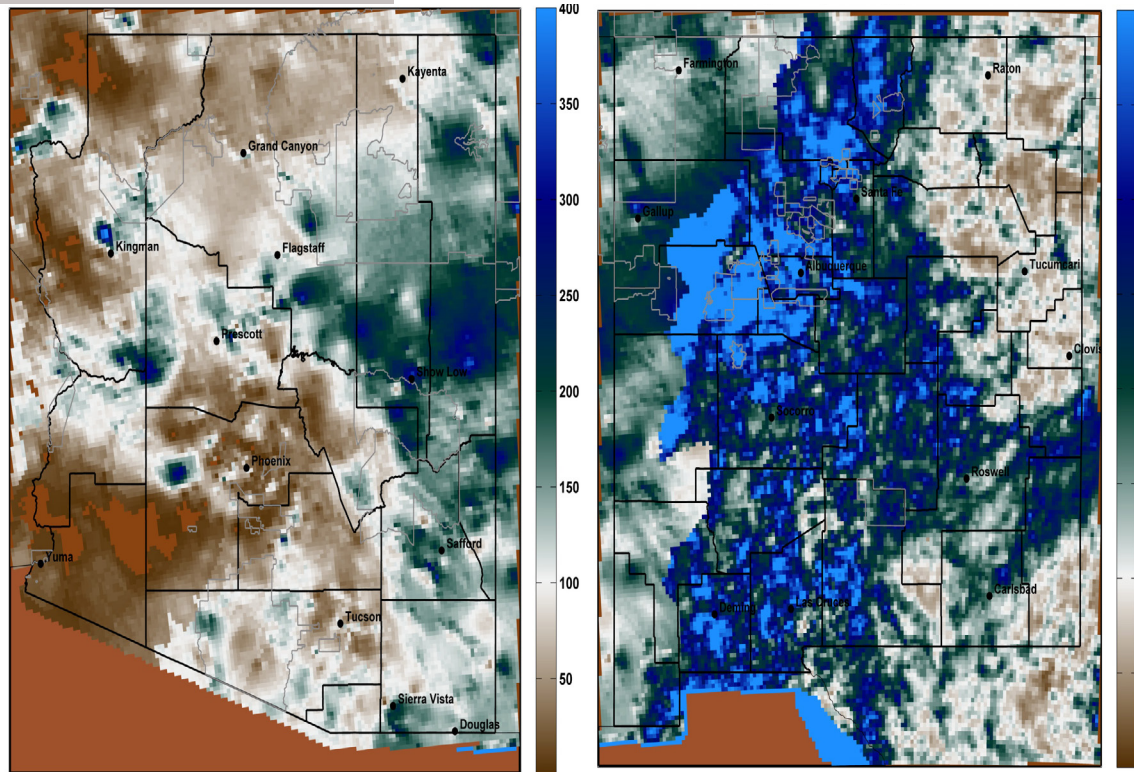 Kayenta
Grand Canyon
Kingman
Flagstaff
Prescott
Show Low
Phoenix
Safford
Yuma
Tucson
Sierra Vista
Douglas
400
350
300
250
200
150
100
50
Farmington
Raton
Santa Fe
Gallup
Albuquerque
Tucumcari
Clovis
Socorro
Roswell
Carsbad
Deming
Las Cruces